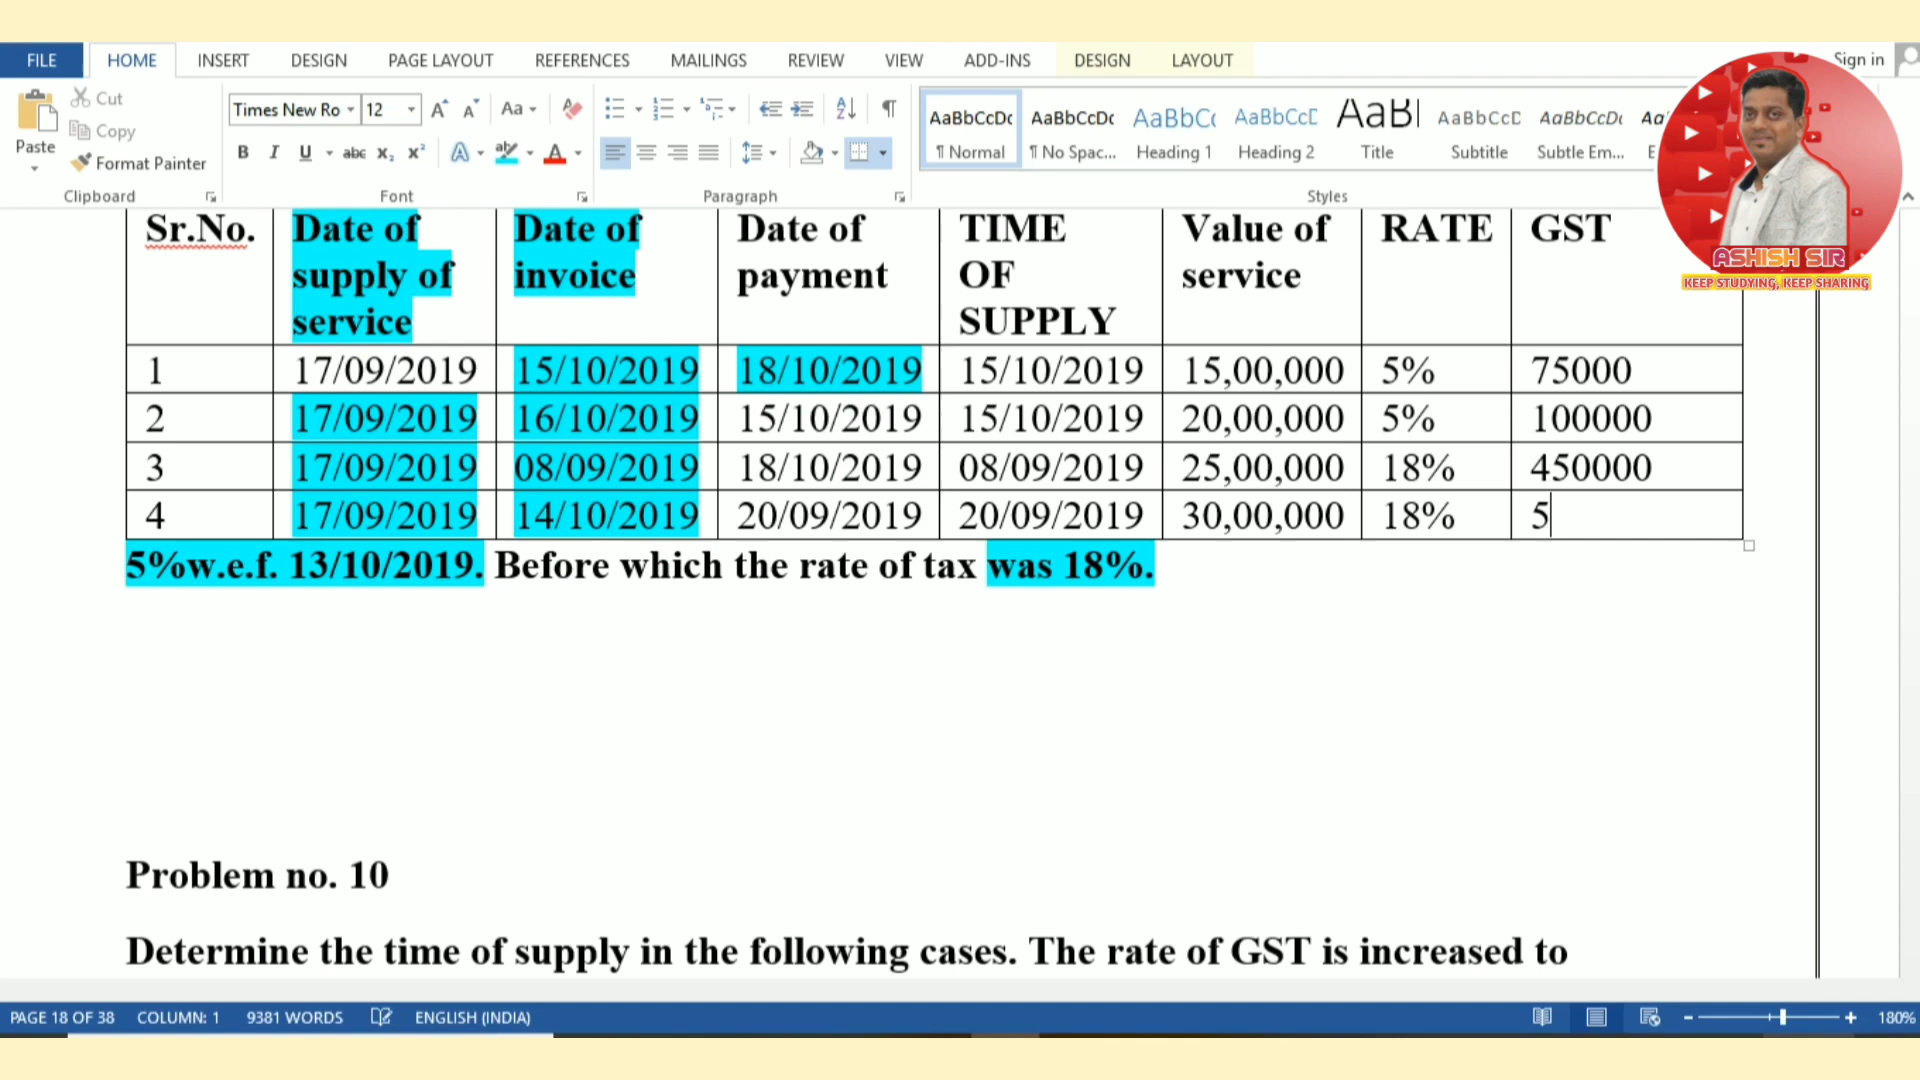 FILE HOME INSERT DESIGN PAGE LAYOUT REFERENCES MAILINGS REVIEW VIEW ADD-INS DESIGN LAYOUT Sign in
Cut
Copy
Format Painter
Paste
Clipboard
Times New Ro 12
Font
Paragraph
AaBbCcDc AaBbCcDc AaBbC AaBbCcD AaB AaBbCcD AaBbCcDc Aa
¶ Normal ¶ No Spac... Heading 1 Heading 2 Title Subtitle Subtle Em... E
Styles
ASHISH SIR
KEEP STUDYING, KEEP SHARING
Sr.No. Date of supply of service Date of invoice Date of payment TIME OF SUPPLY Value of service RATE GST
1 17/09/2019 15/10/2019 18/10/2019 15/10/2019 15,00,000 5% 75000
2 17/09/2019 16/10/2019 15/10/2019 15/10/2019 20,00,000 5% 100000
3 17/09/2019 08/09/2019 18/10/2019 08/09/2019 25,00,000 18% 450000
4 17/09/2019 14/10/2019 20/09/2019 20/09/2019 30,00,000 18% 5
5%w.e.f. 13/10/2019. Before which the rate of tax was 18%.
Problem no. 10
Determine the time of supply in the following cases. The rate of GST is increased to
PAGE 18 OF 38 COLUMN: 1 9381 WORDS ENGLISH (INDIA) 180%